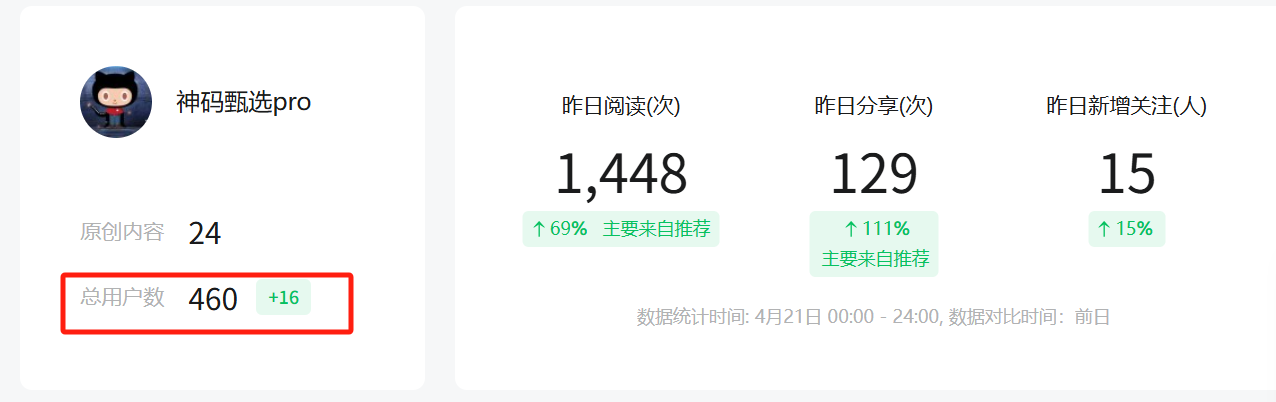 神码甄选pro
原创内容 24
总用户数 460 +16
昨日阅读(次)
1,448
↑ 69% 主要来自推荐
昨日分享(次)
129
↑ 111%
主要来自推荐
昨日新增关注(人)
15
↑ 15%
数据统计时间: 4月21日 00:00 - 24:00, 数据对比时间：前日